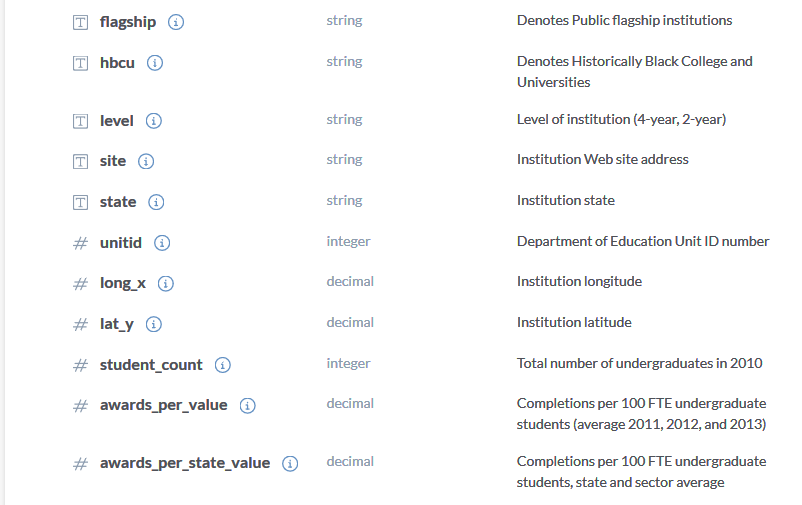 flagship string Denotes Public flagship institutions
hbcu string Denotes Historically Black College and
Universities
level string Level of institution (4-year, 2-year)
site string Institution Web site address
state string Institution state
# unitid integer Department of Education Unit ID number
# long_x decimal Institution longitude
# lat_y decimal Institution latitude
# student_count integer Total number of undergraduates in 2010
# awards_per_value decimal Completions per 100 FTE undergraduate
students (average 2011, 2012, and 2013)
# awards_per_state_value decimal Completions per 100 FTE undergraduate
students, state and sector average